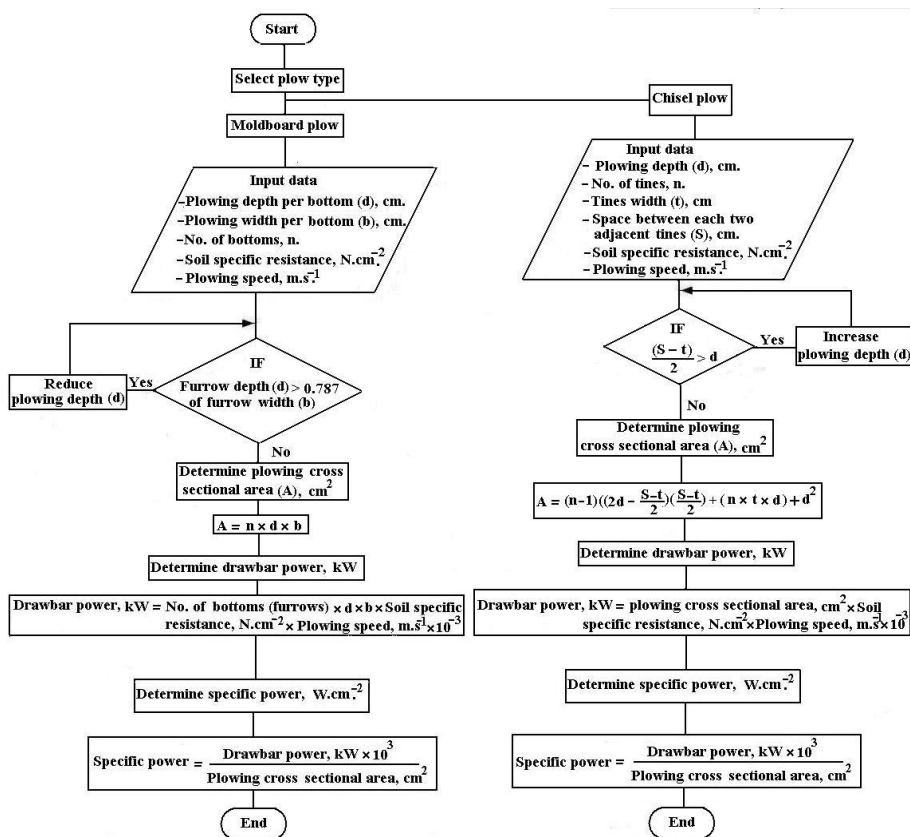 Start
Select plow type
Moldboard plow
Input data
–Plowing depth per bottom (d), cm.
–Plowing width per bottom (b), cm.
–No. of bottoms, n.
–Soil specific resistance, N.cm.⁻²
–Plowing speed, m.s.⁻¹
IF
Furrow depth (d) > 0.787
of furrow width (b)
Yes
Reduce
plowing depth (d)
No
Determine plowing cross
sectional area (A), cm²
A = n × d × b
Determine drawbar power, kW
Drawbar power, kW = No. of bottoms (furrows) × d × b × Soil specific
resistance, N.cm⁻² × Plowing speed, m.s⁻¹ × 10⁻³
Determine specific power, W.cm.⁻²
Specific power = Drawbar power, kW × 10³
Plowing cross sectional area, cm²
End
Chisel plow
Input data
– Plowing depth (d), cm.
–No. of tines, n.
–Tines width (t), cm
–Space between each two
adjacent tines (S), cm.
–Soil specific resistance, N.cm.⁻²
–Plowing speed, m.s.⁻¹
IF
(S – t)
2
> d
Yes
Increase
plowing depth (d)
No
Determine plowing
cross sectional area (A), cm²
A = (n–1)((2d – S–t/2)(S–t/2) + (n × t × d) + d²
Determine drawbar power, kW
Drawbar power, kW = plowing cross sectional area, cm² × Soil
specific resistance, N.cm⁻² × Plowing speed, m.s⁻¹ × 10⁻³
Determine specific power, W.cm.⁻²
Specific power = Drawbar power, kW × 10³
Plowing cross sectional area, cm²
End